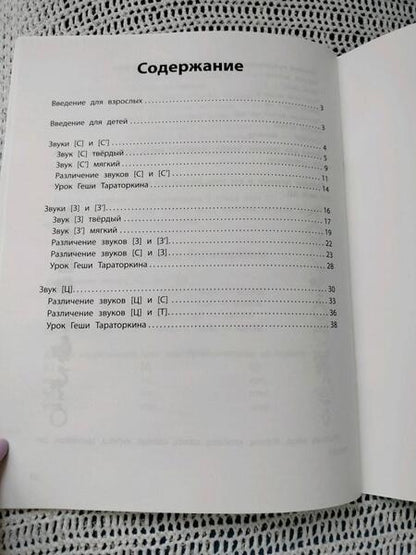 Содержание
Введение для взрослых 3
Введение для детей 3
Звуки [С] и [С'] 4
Звук [С] твёрдый 5
Звук [С'] мягкий 9
Различение звуков [С] и [С'] 11
Урок Геши Тараторкина 14
Звуки [З] и [З'] 16
Звук [З] твёрдый 17
Звук [З'] мягкий 19
Различение звуков [З] и [З'] 22
Различение звуков [С] и [З] 23
Урок Геши Тараторкина 28
Звук [Ц] 30
Различение звуков [Ц] и [С] 33
Различение звуков [Ц] и [Т] 36
Урок Геши Тараторкина 38